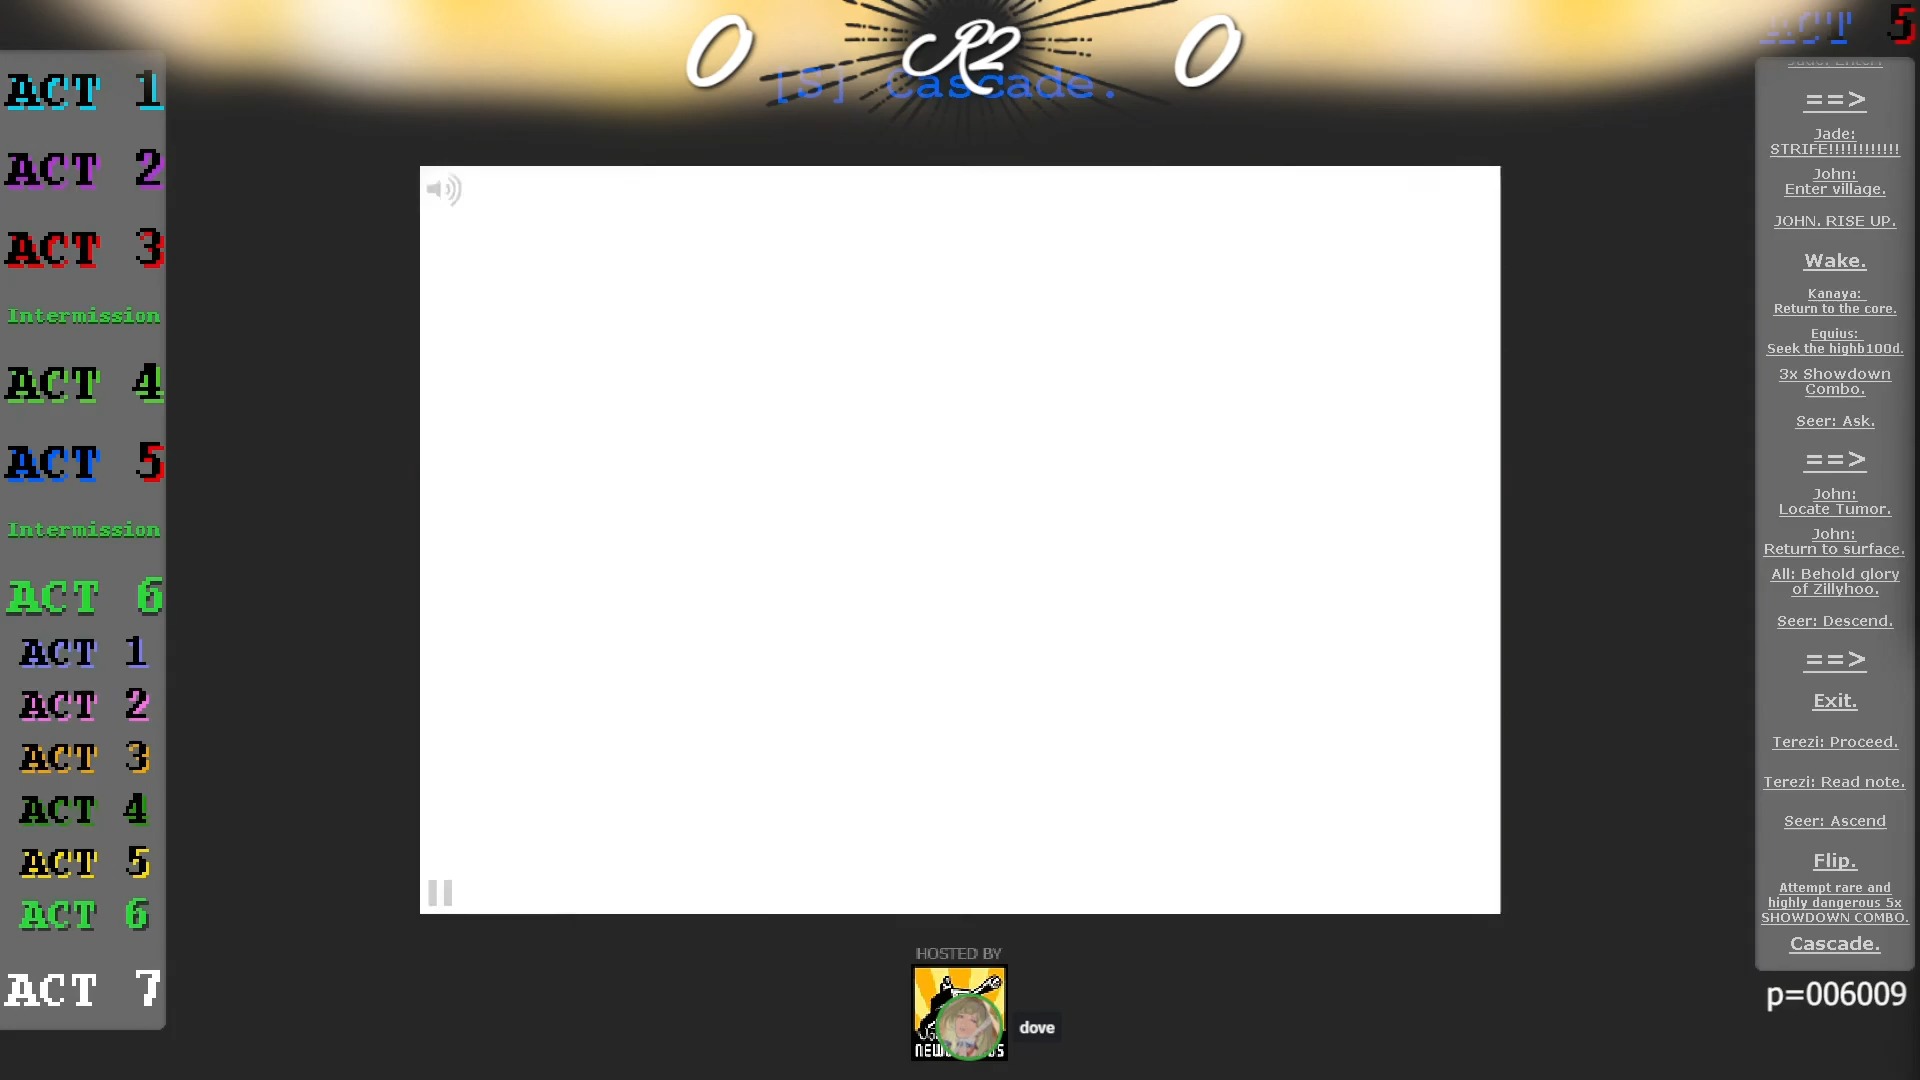 0 R2 0
[S] Cascade.
ACT 5
ACT 1
ACT 2
ACT 3
Intermission
ACT 4
ACT 5
Intermission
ACT 6
ACT 1
ACT 2
ACT 3
ACT 4
ACT 5
ACT 6
ACT 7
Jade: Enter.
==>
Jade:
STRIFE!!!!!!!!!!!!
John:
Enter village.
JOHN. RISE UP.
Wake.
Kanaya:
Return to the core.
Equius:
Seek the highb100d.
3x Showdown
Combo.
Seer: Ask.
==>
John:
Locate Tumor.
John:
Return to surface.
All: Behold glory
of Zillyhoo.
Seer: Descend.
==>
Exit.
Terezi: Proceed.
Terezi: Read note.
Seer: Ascend
Flip.
Attempt rare and
highly dangerous 5x
SHOWDOWN COMBO.
Cascade.
p=006009
HOSTED BY
dove